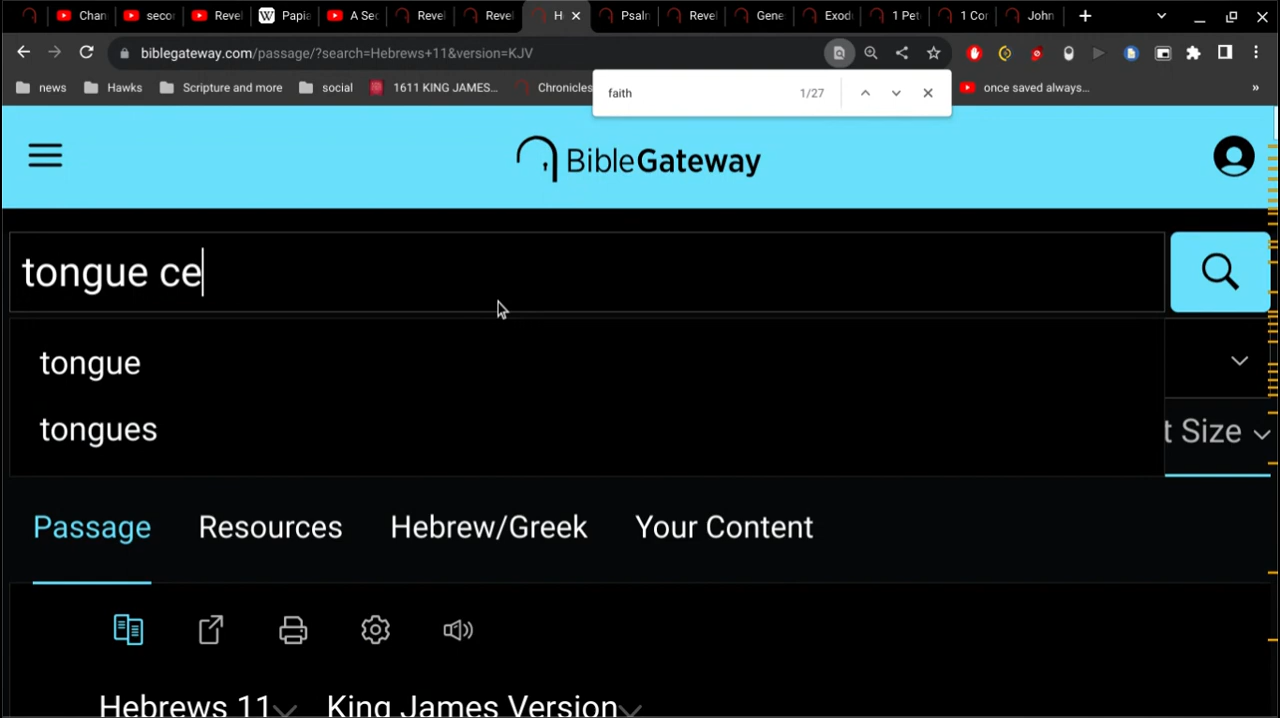 Chan
secor
Revel
W Papia
A Sec
Revel
Revel
H
Psaln
Revel
Gene
Exod
1 Pet
1 Cor
John
biblegateway.com/passage/?search=Hebrews+11&version=KJV
news
Hawks
Scripture and more
social
1611 KING JAMES...
Chronicles
faith
1/27
once saved always...
»
BibleGateway
tongue ce
tongue
tongues
t Size
Passage
Resources
Hebrew/Greek
Your Content
Hebrews 11
King James Version